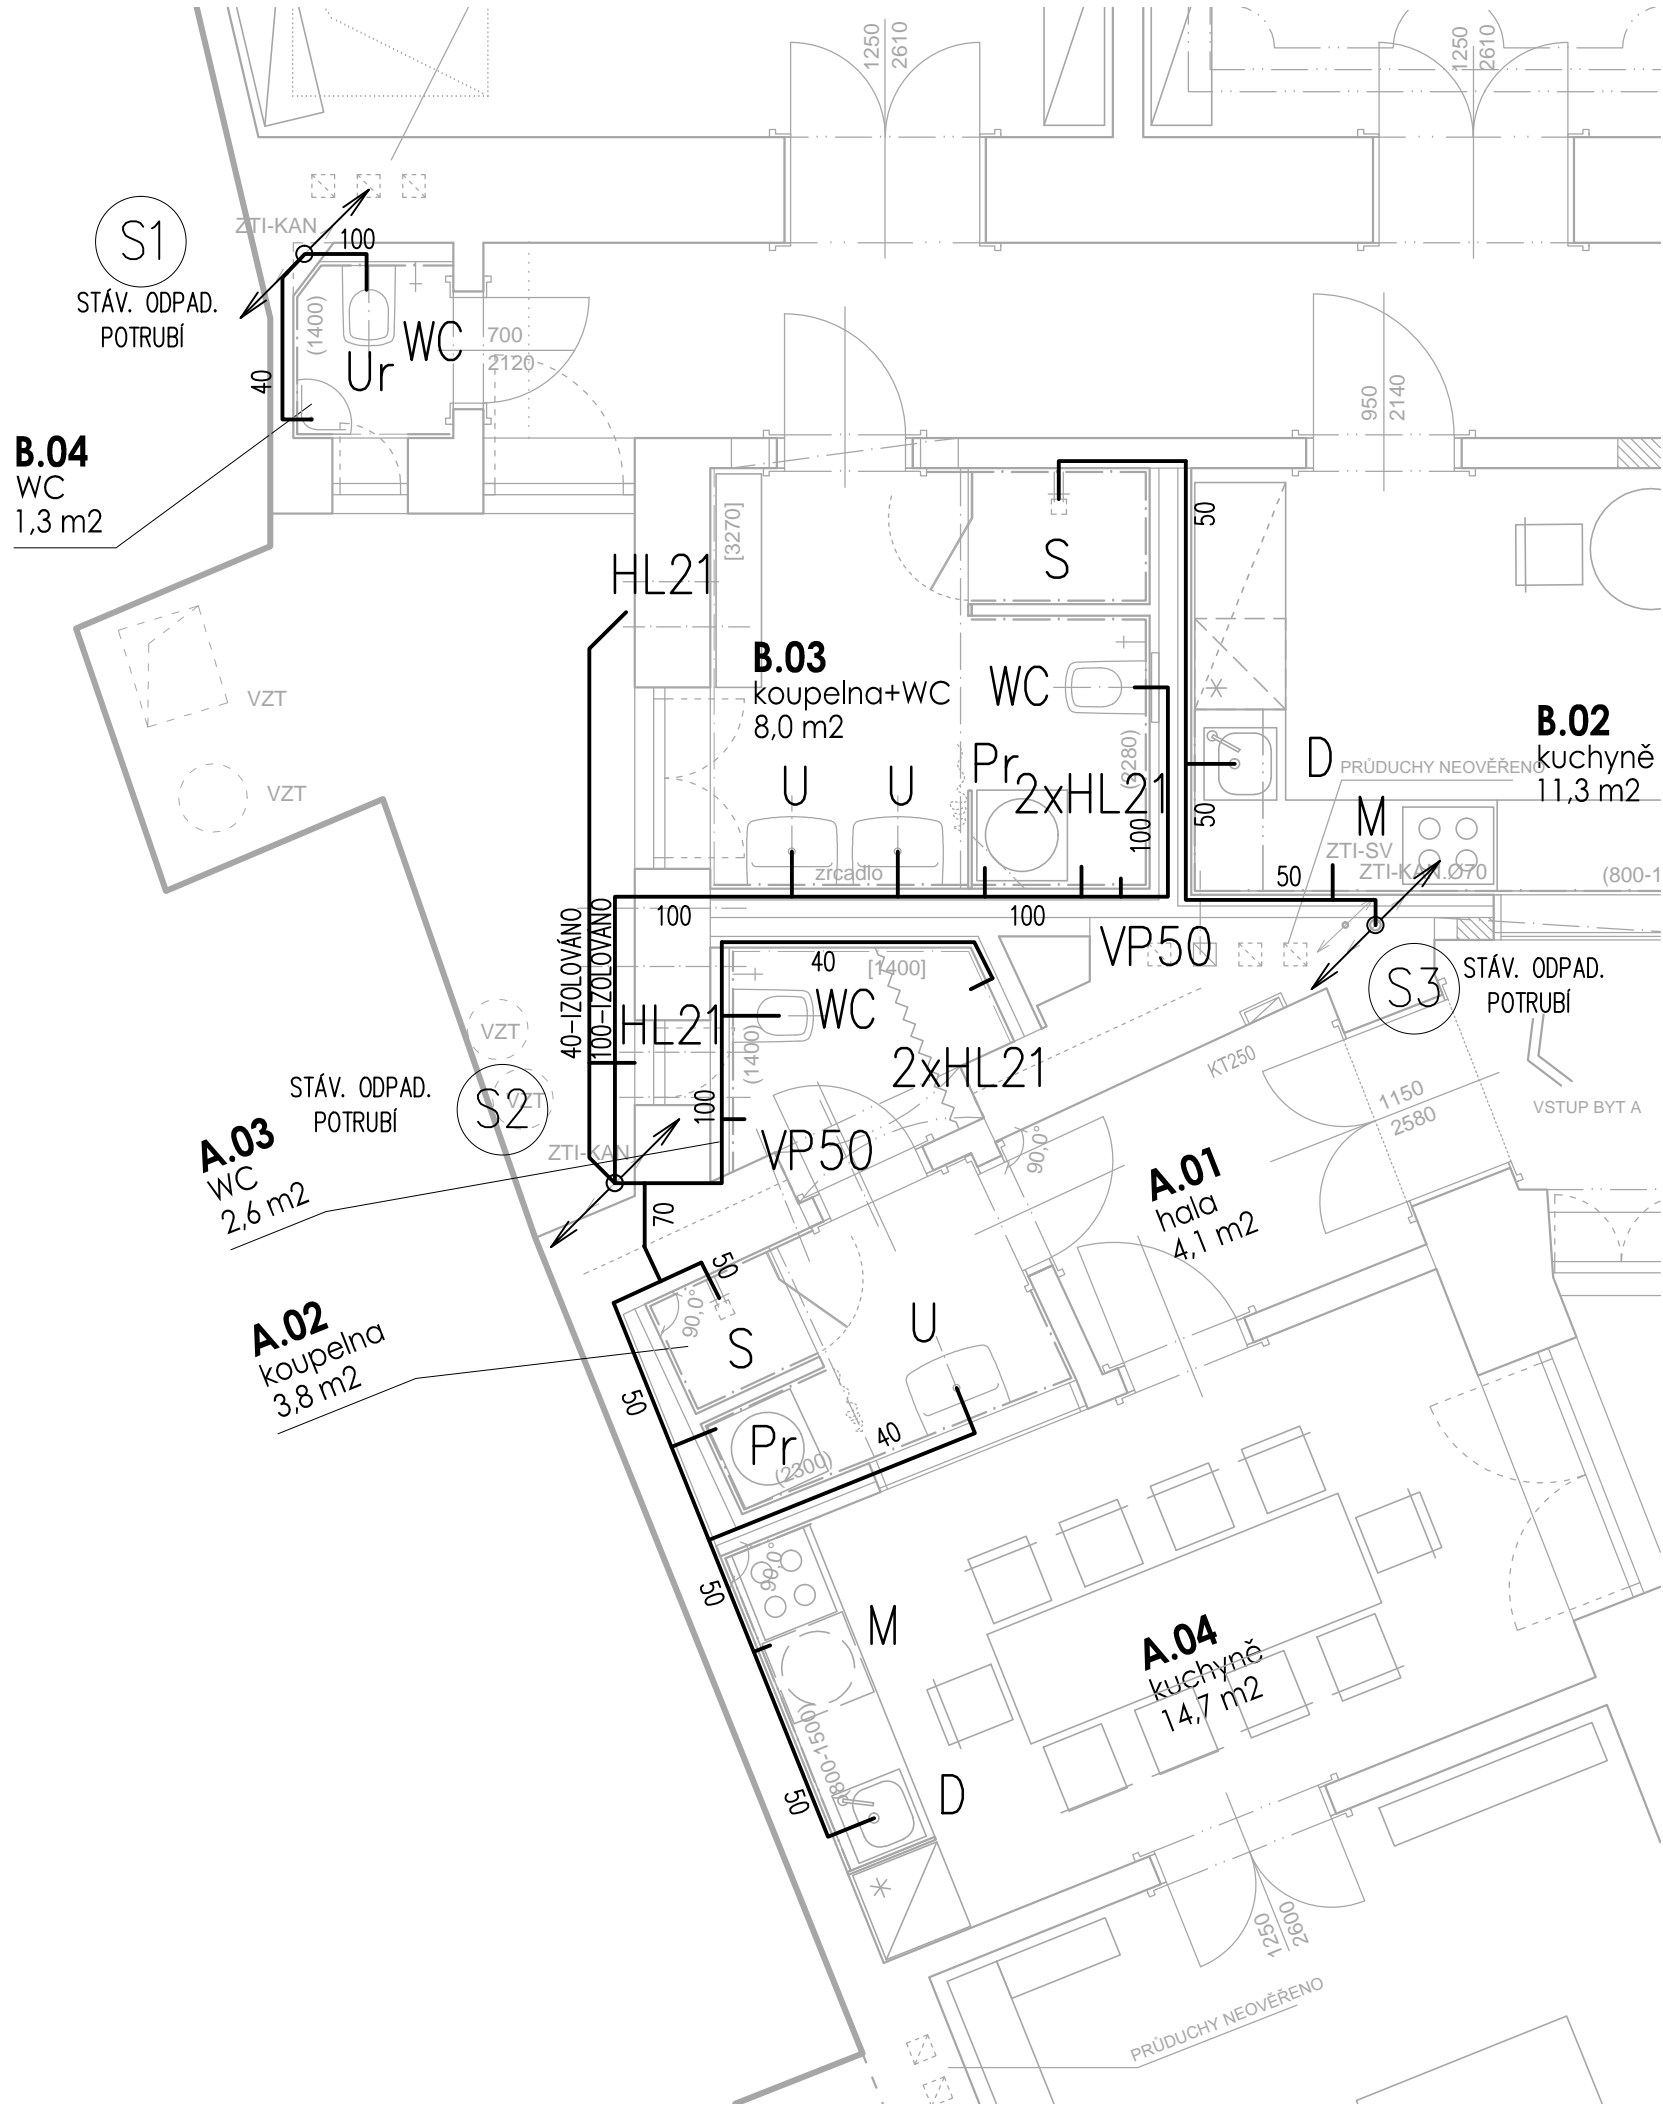 1250
2610
1250
2610
ZTI-KAN
S1
100
STÁV. ODPAD.
POTRUBÍ
(1400)
WC
700
2120
Ur
40
950
2140
B.04
WC
1,3 m2
[3270]
50
HL21
S
B.03
koupelna+WC
8,0 m2
WC
VZT
VZT
B.02
kuchyně
11,3 m2
(2280)
D
PRŮDUCHY NEOVĚŘENO
Pr
2xHL21
U
U
100
50
M
ZTI-SV
ZTI-KAN.Ø70
zrcadlo
50
(800-1
100
100
40-IZOLOVÁNO
100-IZOLOVÁNO
VP50
40
[1400]
S3
STÁV. ODPAD.
POTRUBÍ
WC
HL21
VZT
(1400)
2xHL21
KT250
STÁV. ODPAD.
POTRUBÍ
S2
VZT
100
1150
2580
VSTUP BYT A
A.03
WC
2,6 m2
ZTI-KAN
VP50
90,0°
A.01
hala
4,1 m2
70
50
90,0°
A.02
koupelna
3,8 m2
S
U
50
Pr
(2300)
40
90,0°
50
M
A.04
kuchyně
14,7 m2
(800-1500)
D
50
1250
2600
PRŮDUCHY NEOVĚŘENO